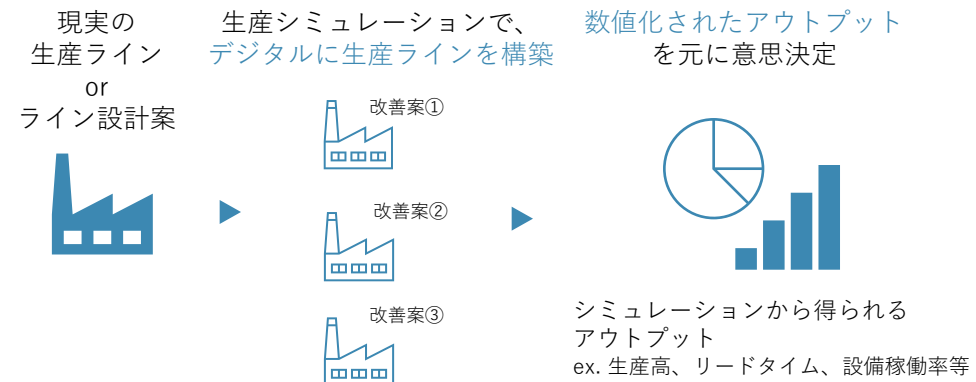 現実の
生産ライン
or
ライン設計案
生産シミュレーションで、
デジタルに生産ラインを構築
改善案①
改善案②
改善案③
数値化されたアウトプット
を元に意思決定
シミュレーションから得られる
アウトプット
ex. 生産高、リードタイム、設備稼働率等